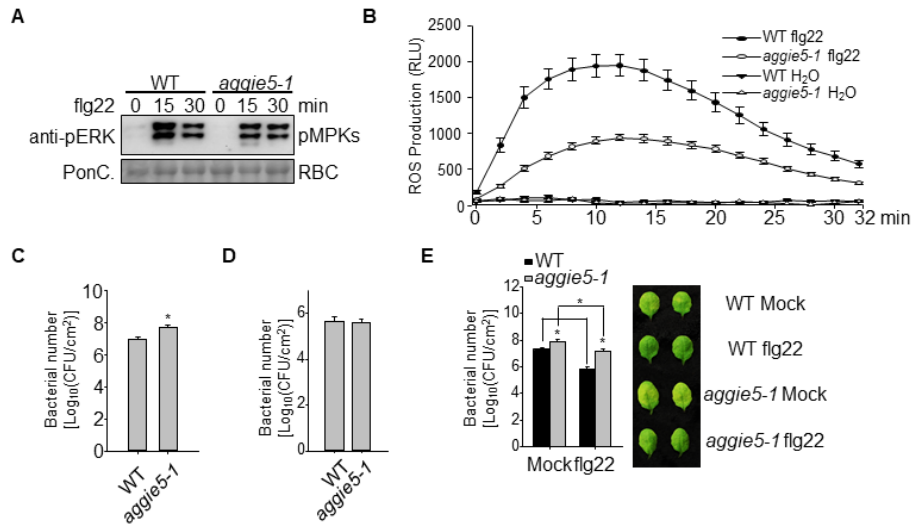 A
WT aggie5-1
flg22 0 15 30 0 15 30 min
anti-pERK pMPKs
PonC. RBC
B
ROS Production (RLU)
2500
2000
1500
1000
500
0
0 5 10 15 20 25 30 32 min
WT flg22
aggie5-1 flg22
WT H2O
aggie5-1 H2O
C
Bacterial number
[Log10(CFU/cm2)]
10
8
6
4
2
0
*
WT
aggie5-1
D
Bacterial number
[Log10(CFU/cm2)]
6
4
2
0
WT
aggie5-1
E
WT
aggie5-1
Bacterial number
[Log10(CFU/cm2)]
12
10
8
6
4
2
0
*
* *
Mock flg22
WT Mock
WT flg22
aggie5-1 Mock
aggie5-1 flg22